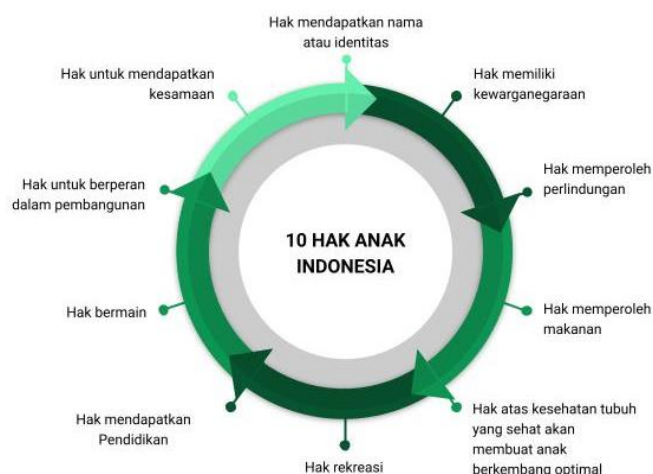 Hak mendapatkan nama
atau identitas
Hak memiliki
kewarganegaraan
Hak memperoleh
perlindungan
Hak memperoleh
makanan
Hak atas kesehatan tubuh
yang sehat akan
membuat anak
berkembang optimal
Hak rekreasi
Hak mendapatkan
Pendidikan
Hak bermain
Hak untuk berperan
dalam pembangunan
Hak untuk mendapatkan
kesamaan
10 HAK ANAK
INDONESIA